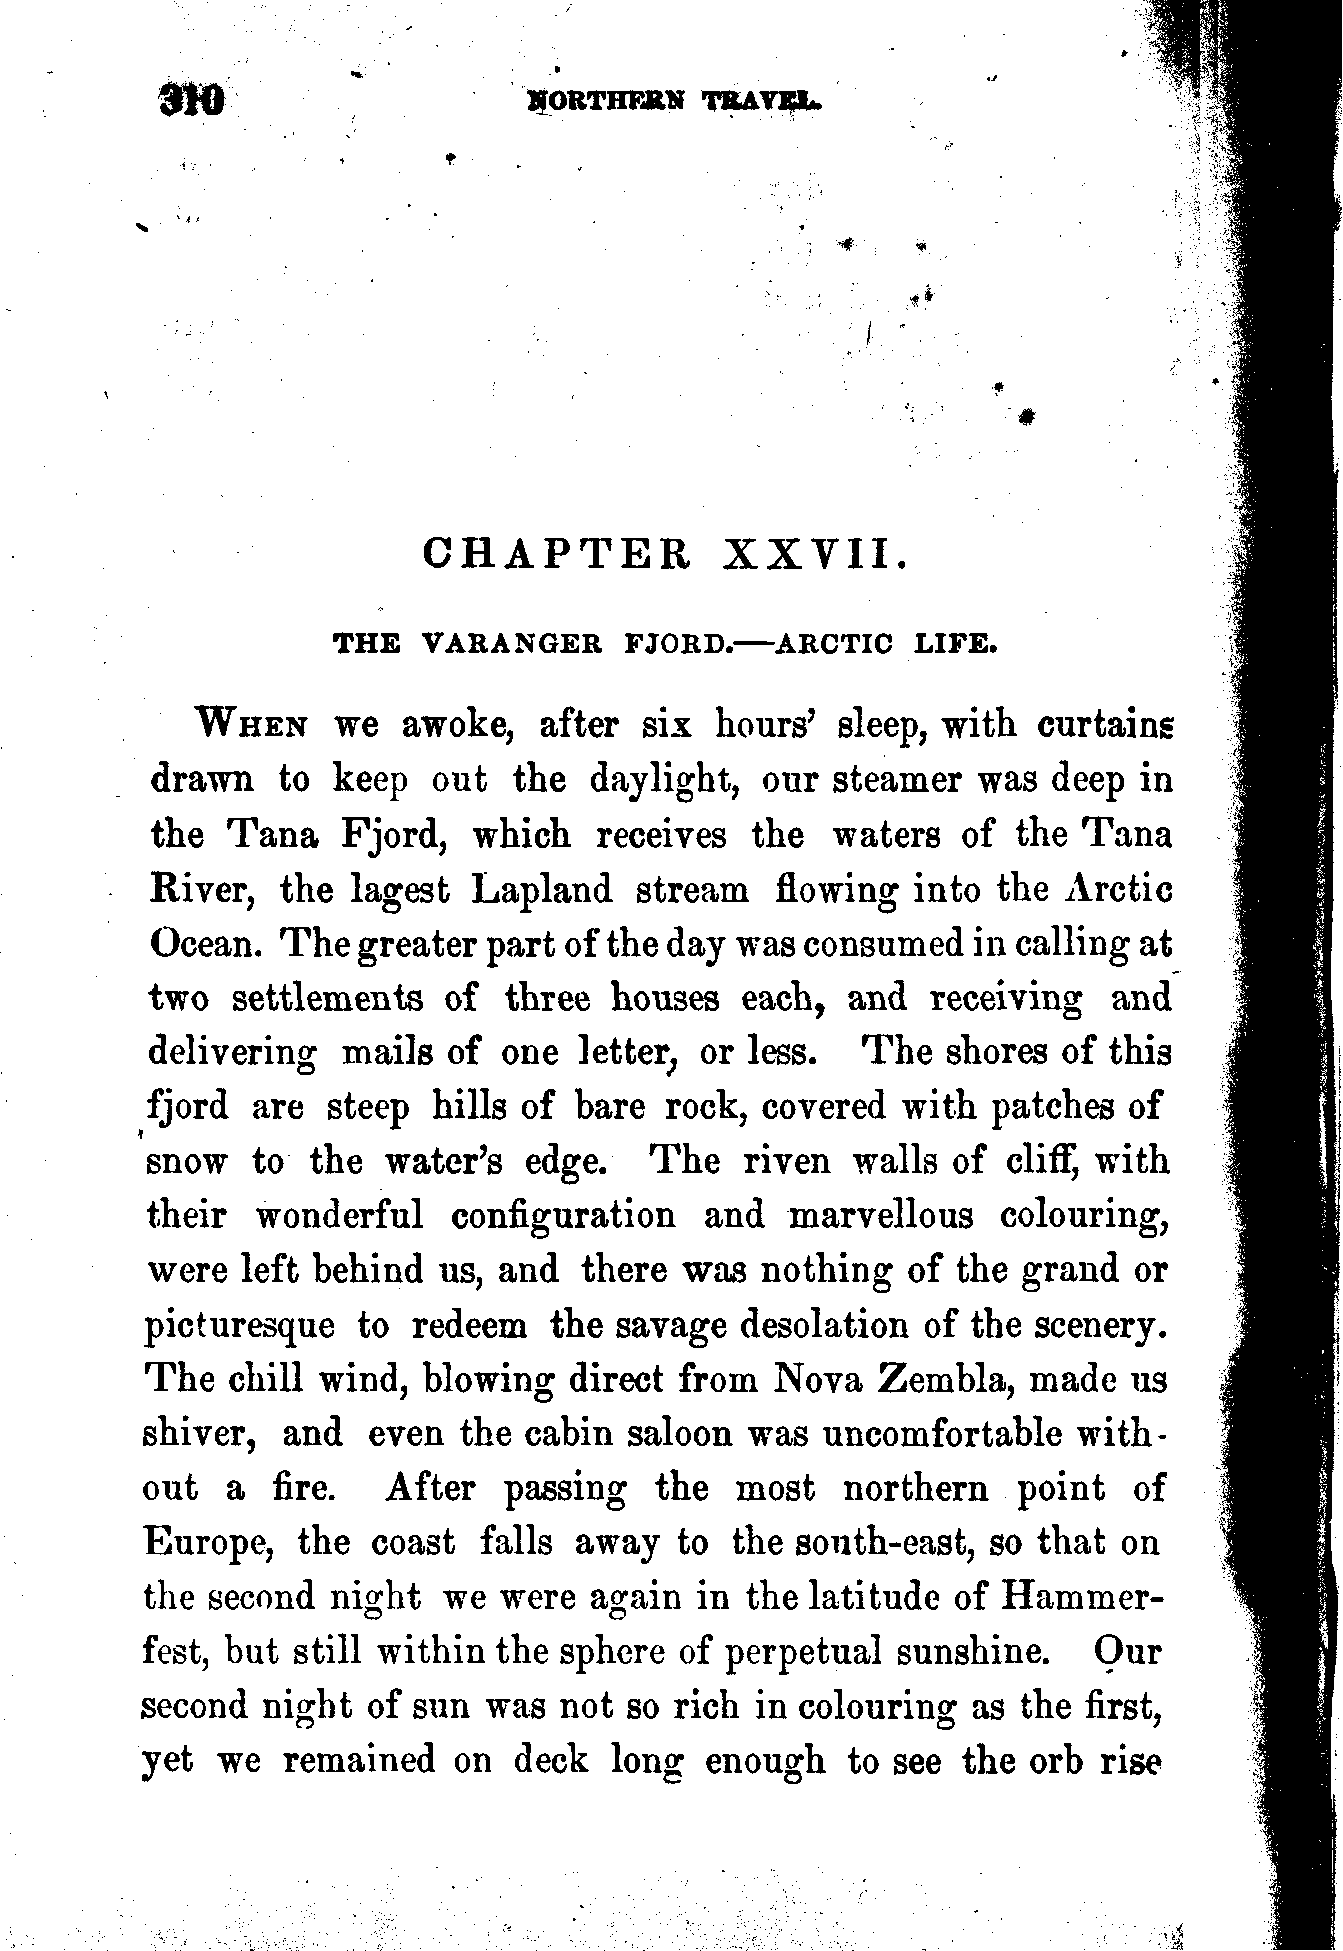 310 NORTHERN TRAVEL.
CHAPTER XXVII.
THE VARANGER FJORD.—ARCTIC LIFE.
WHEN we awoke, after six hours' sleep, with curtains
drawn to keep out the daylight, our steamer was deep in
the Tana Fjord, which receives the waters of the Tana
River, the lagest Lapland stream flowing into the Arctic
Ocean. The greater part of the day was consumed in calling at
two settlements of three houses each, and receiving and
delivering mails of one letter, or less. The shores of this
fjord are steep hills of bare rock, covered with patches of
snow to the water's edge. The riven walls of cliff, with
their wonderful configuration and marvellous colouring,
were left behind us, and there was nothing of the grand or
picturesque to redeem the savage desolation of the scenery.
The chill wind, blowing direct from Nova Zembla, made us
shiver, and even the cabin saloon was uncomfortable with-
out a fire. After passing the most northern point of
Europe, the coast falls away to the south-east, so that on
the second night we were again in the latitude of Hammer-
fest, but still within the sphere of perpetual sunshine. Our
second night of sun was not so rich in colouring as the first,
yet we remained on deck long enough to see the orb rise